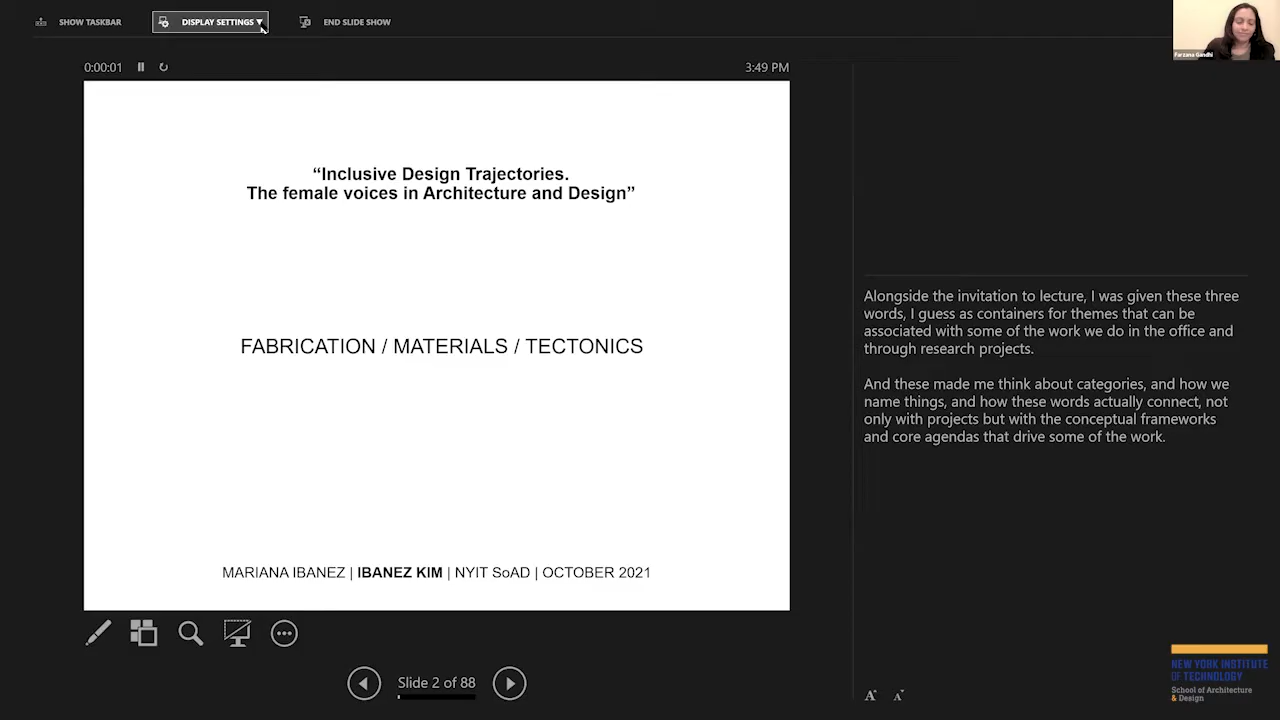 SHOW TASKBAR
DISPLAY SETTINGS ▼
END SLIDE SHOW
Farzana Gandhi
0:00:01
3:49 PM
“Inclusive Design Trajectories.
The female voices in Architecture and Design”
FABRICATION / MATERIALS / TECTONICS
MARIANA IBANEZ | IBANEZ KIM | NYIT SoAD | OCTOBER 2021
Alongside the invitation to lecture, I was given these three
words, I guess as containers for themes that can be
associated with some of the work we do in the office and
through research projects.
And these made me think about categories, and how we
name things, and how these words actually connect, not
only with projects but with the conceptual frameworks
and core agendas that drive some of the work.
Slide 2 of 88
A A
NEW YORK INSTITUTE
OF TECHNOLOGY
School of Architecture
& Design